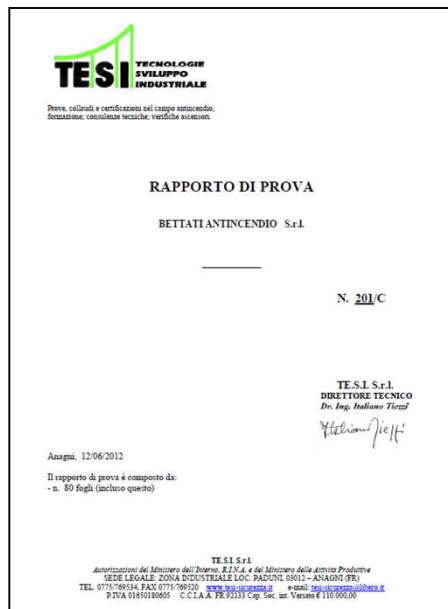 TESI TECNOLOGIE
SVILUPPO
INDUSTRIALE
Prove, collaudi e certificazioni nel campo antincendio;
formazione; consulenze tecniche; verifiche ascensori.
RAPPORTO DI PROVA
BETTATI ANTINCENDIO S.r.l.
N. 201/C
TE.S.I. S.r.l.
DIRETTORE TECNICO
Dr. Ing. Italiano Tiezzi
Anagni, 12/06/2012
Il rapporto di prova è composto da:
- n. 80 fogli (incluso questo)
TE.S.I. S.r.l.
Autorizzazioni del Ministero dell'Interno, R.I.N.A. e del Ministero delle Attività Produttive
SEDE LEGALE: ZONA INDUSTRIALE LOC. PADUNI, 03012 – ANAGNI (FR)
TEL. 0775/769534, FAX 0775/769520 www.tesi-sicurezza.it e-mail: tesi-sicurezza@libero.it
P.IVA 01650180605 C.C.I.A.A. FR 92133 Cap. Soc. int. Versato € 110.000,00